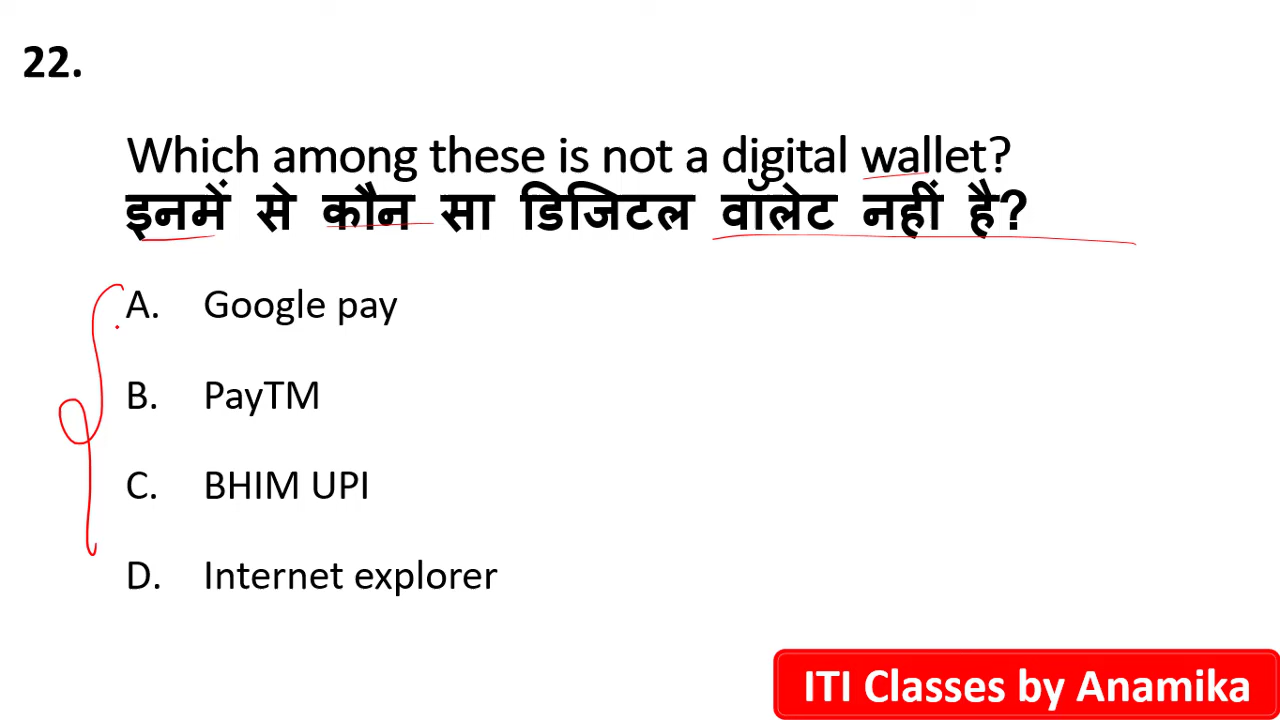 22.
Which among these is not a digital wallet?
इनमें से कौन सा डिजिटल वॉलेट नहीं है?
A. Google pay
B. PayTM
C. BHIM UPI
D. Internet explorer
ITI Classes by Anamika